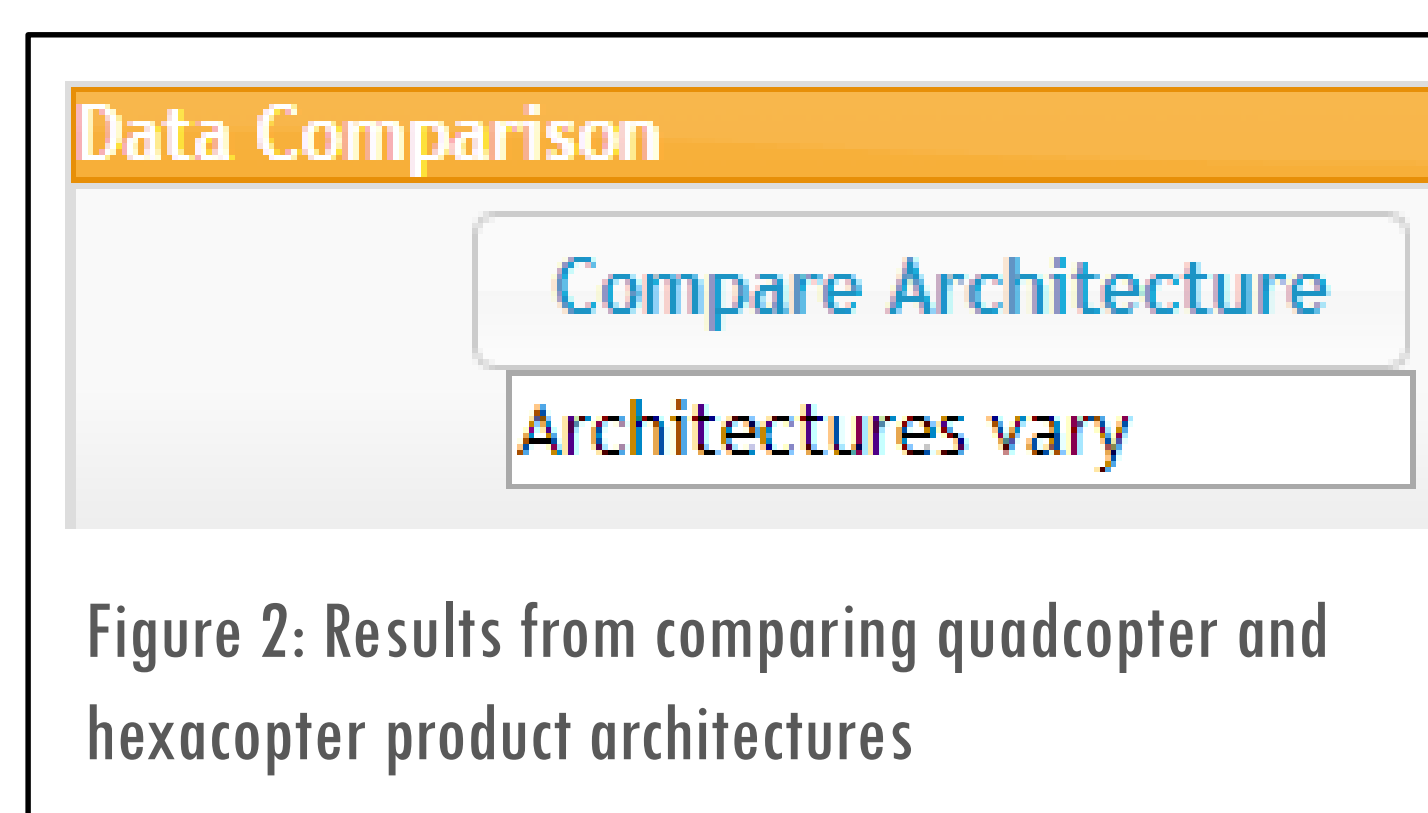 Data Comparison
Compare Architecture
Architectures vary
Figure 2: Results from comparing quadcopter and
hexacopter product architectures